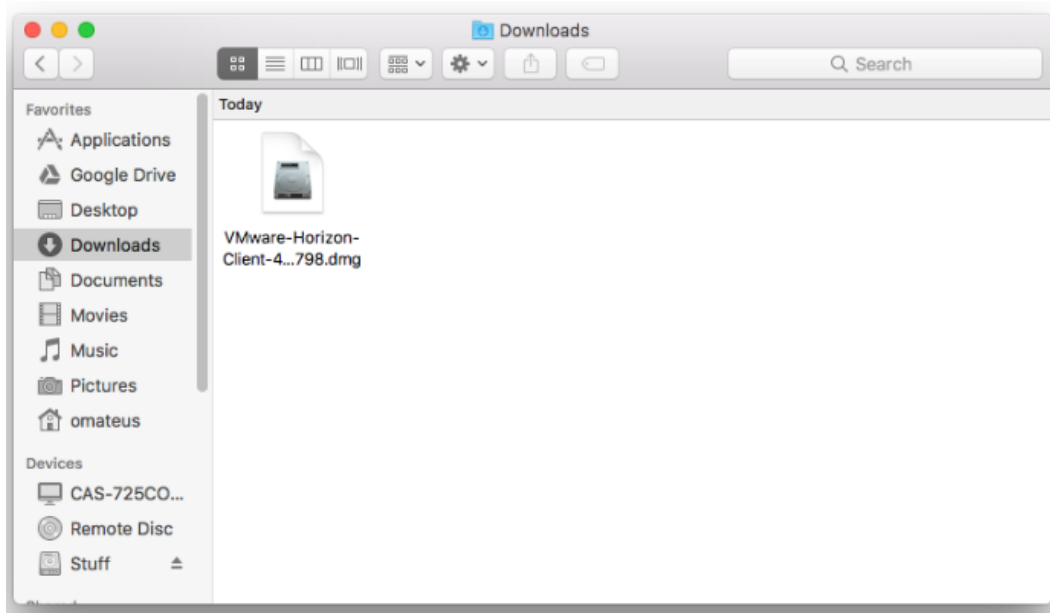 Downloads
Search
Favorites
Applications
Google Drive
Desktop
Downloads
Documents
Movies
Music
Pictures
omateus
Devices
CAS-725CO...
Remote Disc
Stuff
Today
VMware-Horizon-
Client-4...798.dmg